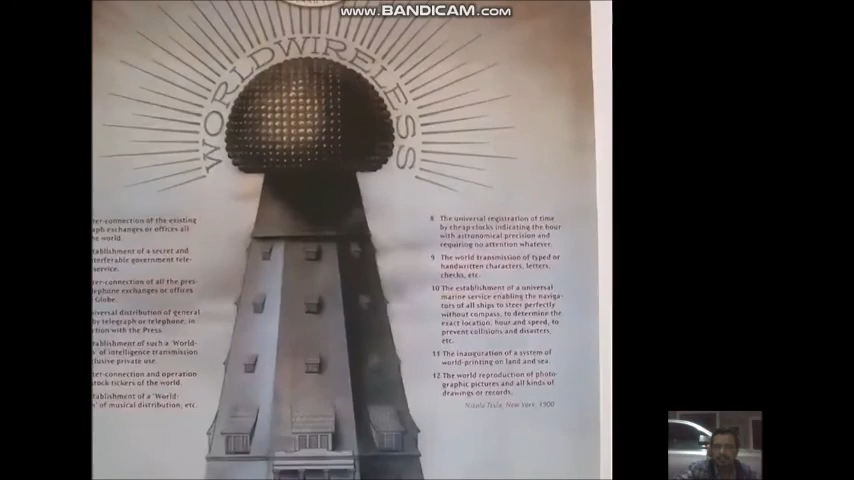 www.BANDICAM.com
WORLDWIRELESS
ter-connection of the existing
aph exchanges or offices all
he world.
tablishment of a secret and
terferable government tele-
service.
ter-connection of all the pres-
lephone exchanges or offices
Globe.
iversal distribution of general
by telegraph or telephone, in
ction with the Press.
tablishment of such a 'World-
' of intelligence transmission
clusive private use.
ter-connection and operation
tock tickers of the world.
tablishment of a 'World-
' of musical distribution, etc.
8 The universal registration of time
by cheap clocks indicating the hour
with astronomical precision and
requiring no attention whatever.
9 The world transmission of typed or
handwritten characters, letters,
checks, etc.
10 The establishment of a universal
marine service enabling the naviga-
tors of all ships to steer perfectly
without compass, to determine the
exact location, hour and speed, to
prevent collisions and disasters,
etc.
11 The inauguration of a system of
world-printing on land and sea.
12 The world reproduction of photo-
graphic pictures and all kinds of
drawings or records.
Nikola Tesla, New York, 1900